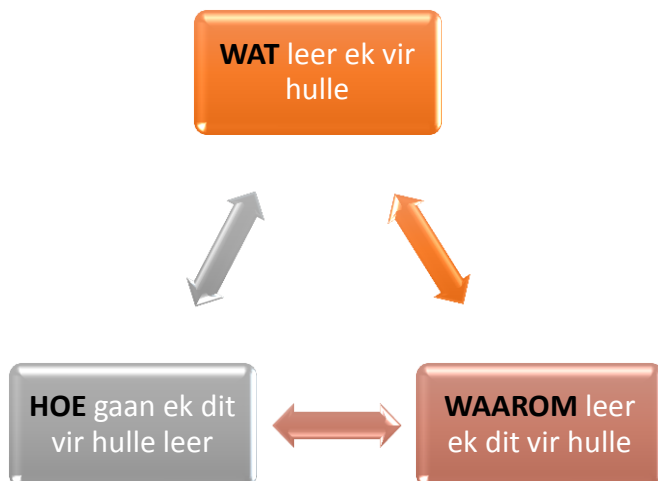 WAT leer ek vir
hulle
HOE gaan ek dit
vir hulle leer
WAAROM leer
ek dit vir hulle